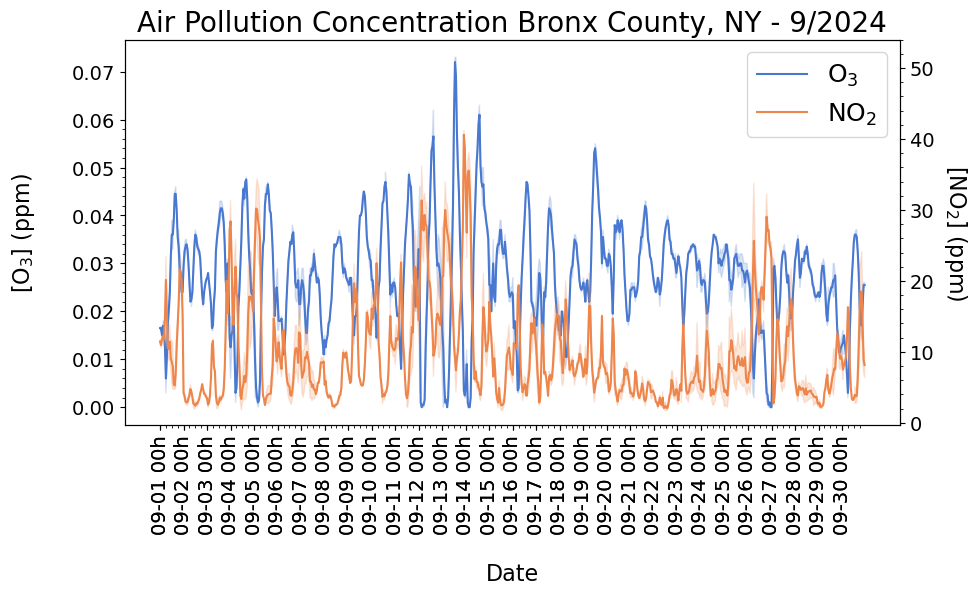 Air Pollution Concentration Bronx County, NY - 9/2024
O₃
NO₂
[O₃] (ppm)
0.07
0.06
0.05
0.04
0.03
0.02
0.01
0.00
[NO₂] (ppm)
50
40
30
20
10
0
09-01 00h
09-02 00h
09-03 00h
09-04 00h
09-05 00h
09-06 00h
09-07 00h
09-08 00h
09-09 00h
09-10 00h
09-11 00h
09-12 00h
09-13 00h
09-14 00h
09-15 00h
09-16 00h
09-17 00h
09-18 00h
09-19 00h
09-20 00h
09-21 00h
09-22 00h
09-23 00h
09-24 00h
09-25 00h
09-26 00h
09-27 00h
09-28 00h
09-29 00h
09-30 00h
Date